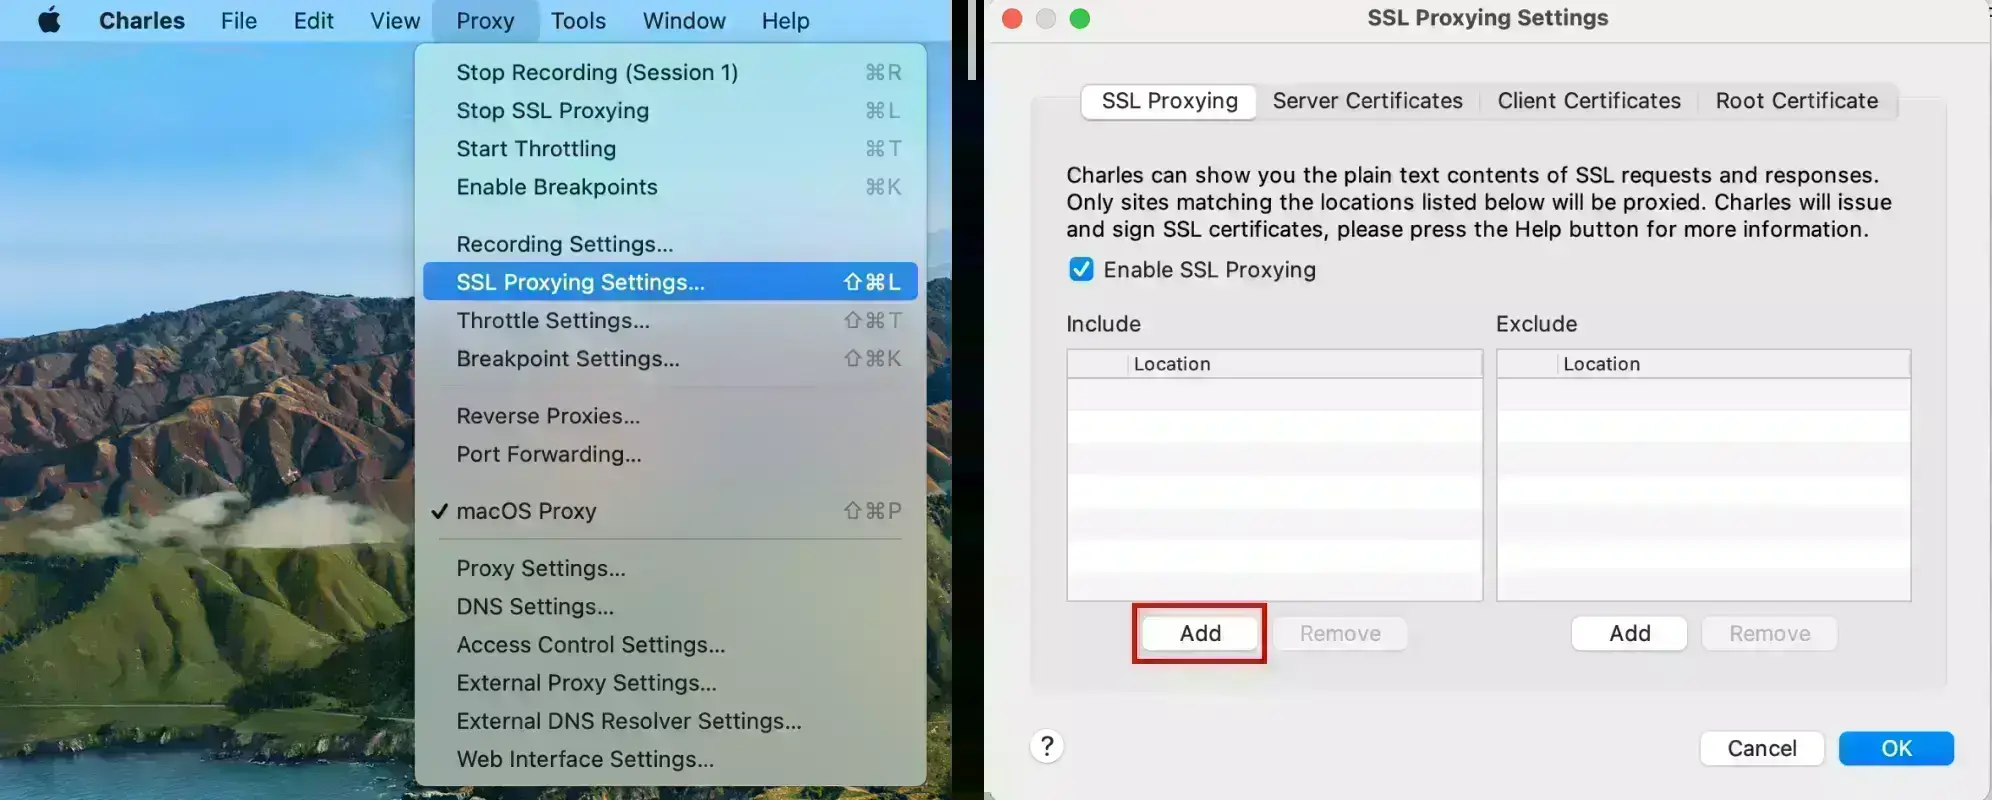 Charles File Edit View Proxy Tools Window Help
Stop Recording (Session 1) ⌘R
Stop SSL Proxying ⌘L
Start Throttling ⌘T
Enable Breakpoints ⌘K
Recording Settings...
SSL Proxying Settings... ⇧⌘L
Throttle Settings... ⇧⌘T
Breakpoint Settings... ⇧⌘K
Reverse Proxies...
Port Forwarding...
✓ macOS Proxy ⇧⌘P
Proxy Settings...
DNS Settings...
Access Control Settings...
External Proxy Settings...
External DNS Resolver Settings...
Web Interface Settings...
SSL Proxying Settings
SSL Proxying Server Certificates Client Certificates Root Certificate
Charles can show you the plain text contents of SSL requests and responses.
Only sites matching the locations listed below will be proxied. Charles will issue
and sign SSL certificates, please press the Help button for more information.
Enable SSL Proxying
Include Exclude
Location Location
Add Remove Add Remove
? Cancel OK